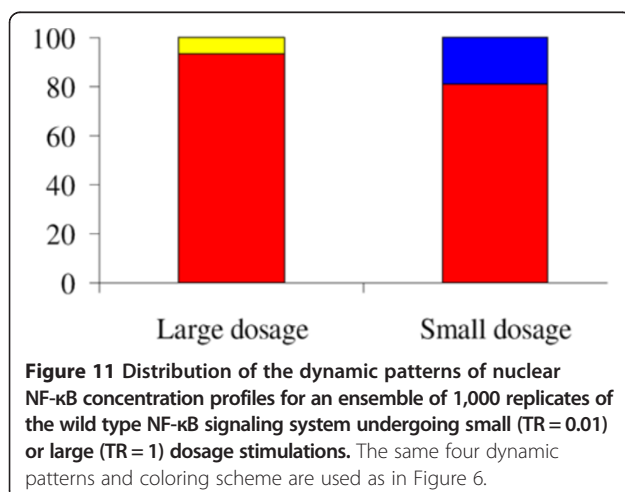 100
80
60
40
20
0
Large dosage Small dosage
Figure 11 Distribution of the dynamic patterns of nuclear
NF-κB concentration profiles for an ensemble of 1,000 replicates of
the wild type NF-κB signaling system undergoing small (TR = 0.01)
or large (TR = 1) dosage stimulations. The same four dynamic
patterns and coloring scheme are used as in Figure 6.